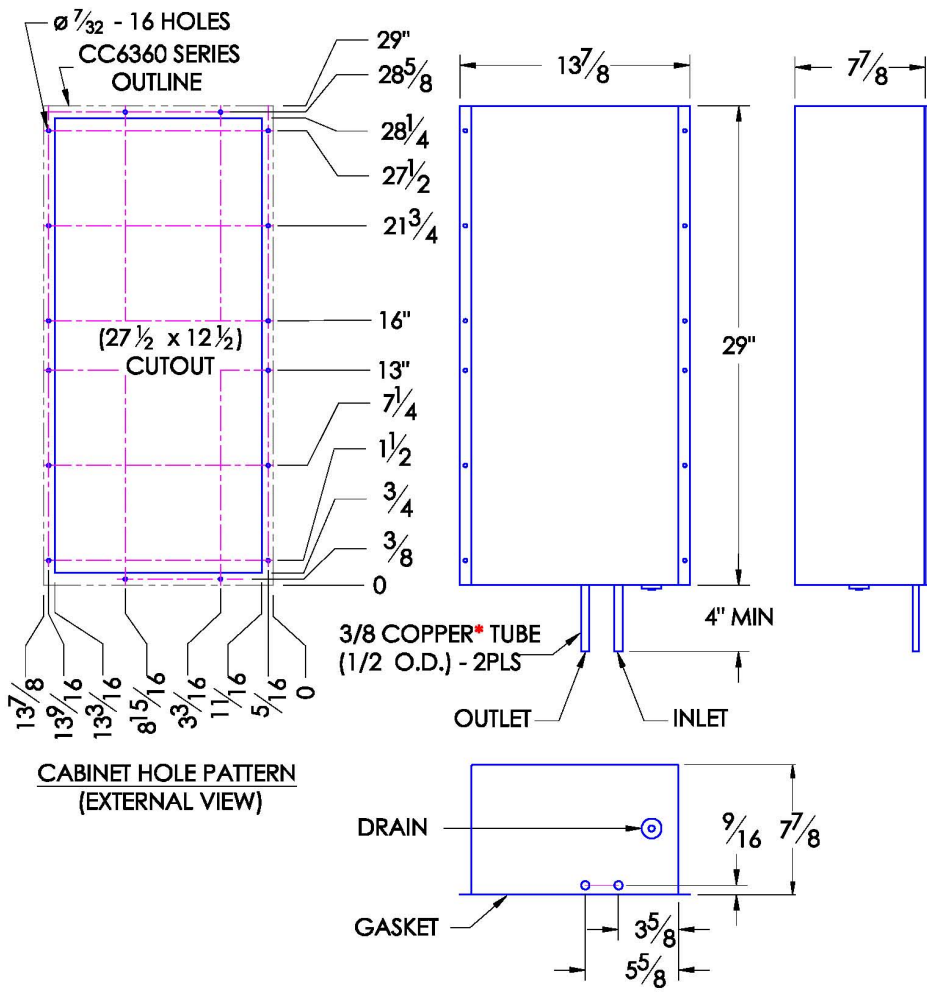 ø 7/32 - 16 HOLES
CC6360 SERIES
OUTLINE
29"
28 5/8
28 1/4
27 1/2
21 3/4
16"
13"
7 1/4
1 1/2
3/4
3/8
0
(27 1/2 x 12 1/2)
CUTOUT
13 7/8
13 9/16
13 3/16
8 15/16
3 3/16
11/16
5/16
0
CABINET HOLE PATTERN
(EXTERNAL VIEW)
13 7/8
7 7/8
29"
4" MIN
3/8 COPPER* TUBE
(1/2 O.D.) - 2PLS
OUTLET
INLET
DRAIN
GASKET
9/16
7 7/8
3 5/8
5 5/8